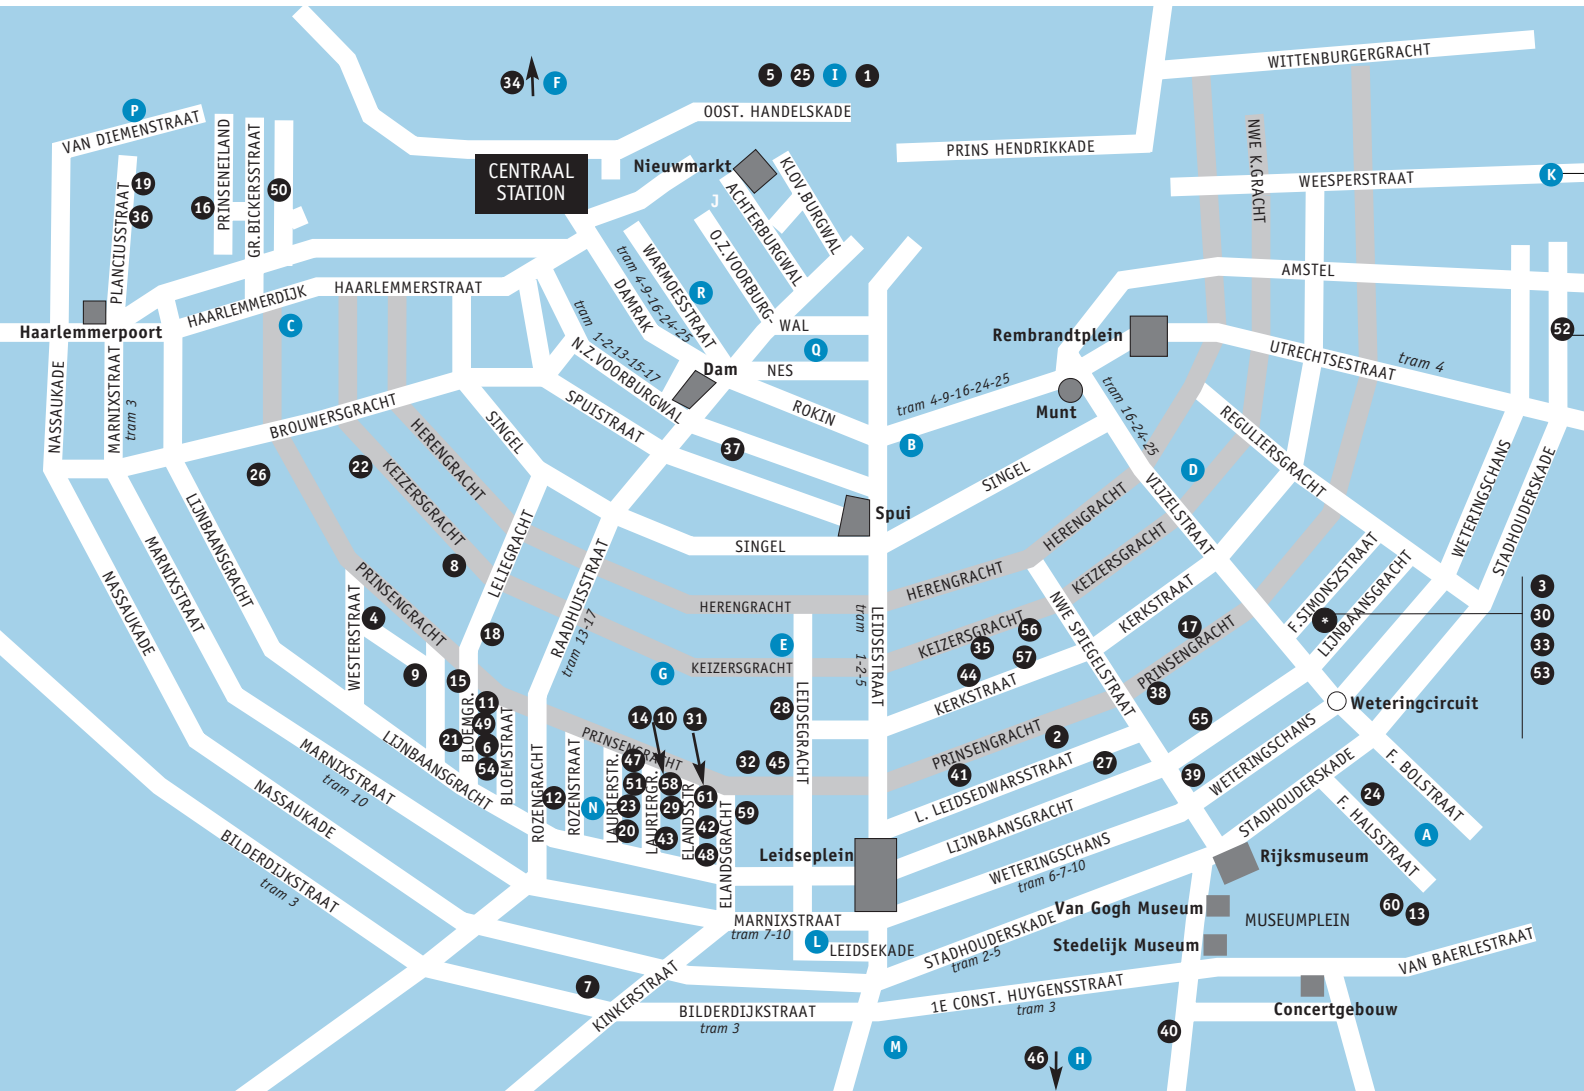 WITTENBURGERGRACHT
34
F
5
25
I
1
P
OOST. HANDELSKADE
VAN DIEMENSTRAAT
PRINSENEILAND
GR.BICKERSSTRAAT
NWE K.GRACHT
PRINS HENDRIKKADE
CENTRAAL
STATION
Nieuwmarkt
KLOV.BURGWAL
WEESPERSTRAAT
K
19
50
PLANCIUSSTRAAT
16
36
J
ACHTERBURGWAL
O.Z.VOORBURG-
WAL
WARMOESSTRAAT
tram 4-9-16-24-25
DAMRAK
R
AMSTEL
HAARLEMMERSTRAAT
HAARLEMMERDIJK
C
Haarlemmerpoort
tram 1-2-13-15-17
N.Z.VOORBURGWAL
Q
Rembrandtplein
52
UTRECHTSESTRAAT
tram 4
NASSAUKADE
MARNIXSTRAAT
tram 3
Dam
NES
tram 4-9-16-24-25
Munt
tram 16-24-25
BROUWERSGRACHT
SPUISTRAAT
ROKIN
REGULIERSGRACHT
HERENGRACHT
SINGEL
37
B
26
22
KEIZERSGRACHT
SINGEL
D
VIJZELSTRAAT
WETERINGSCHANS
STADHOUDERSKADE
LIJNBAANSGRACHT
Spui
HERENGRACHT
MARNIXSTRAAT
LELIEGRACHT
SINGEL
KEIZERSGRACHT
NASSAUKADE
8
PRINSENGRACHT
RAADHUISSTRAAT
tram 13-17
HERENGRACHT
HERENGRACHT
F.SIMONSZSTRAAT
LIJNBAANSGRACHT
*
3
30
33
53
WESTERSTRAAT
4
18
tram 1-2-5
LEIDSESTRAAT
NWE SPIEGELSTRAAT
KERKSTRAAT
17
E
KEIZERSGRACHT
KEIZERSGRACHT
56
35
57
PRINSENGRACHT
9
15
G
44
KERKSTRAAT
38
Weteringcircuit
11
49
6
54
21
BLOEMGR.
BLOEMSTRAAT
14
10
31
28
LEIDSEGRACHT
55
LIJNBAANSGRACHT
MARNIXSTRAAT
tram 10
PRINSENGRACHT
PRINSENGRACHT
2
32
45
41
27
39
WETERINGSCHANS
F. BOLSTRAAT
L. LEIDSEDWARSSTRAAT
ROZENGRACHT
ROZENSTRAAT
LAURIERSTR.
LAURIERGR.
ELANDSSTR.
ELANDSGRACHT
47
51
23
20
58
29
43
61
42
48
59
12
N
NASSAUKADE
STADHOUDERSKADE
24
F. HALSSTRAAT
A
LIJNBAANSGRACHT
BILDERDIJKSTRAAT
tram 3
Leidseplein
WETERINGSCHANS
tram 6-7-10
Rijksmuseum
MARNIXSTRAAT
tram 7-10
Van Gogh Museum
MUSEUMPLEIN
60
13
L
LEIDSEKADE
STADHOUDERSKADE
tram 2-5
Stedelijk Museum
VAN BAERLESTRAAT
7
KINKERSTRAAT
BILDERDIJKSTRAAT
tram 3
1E CONST. HUYGENSSTRAAT
tram 3
Concertgebouw
40
M
46
H